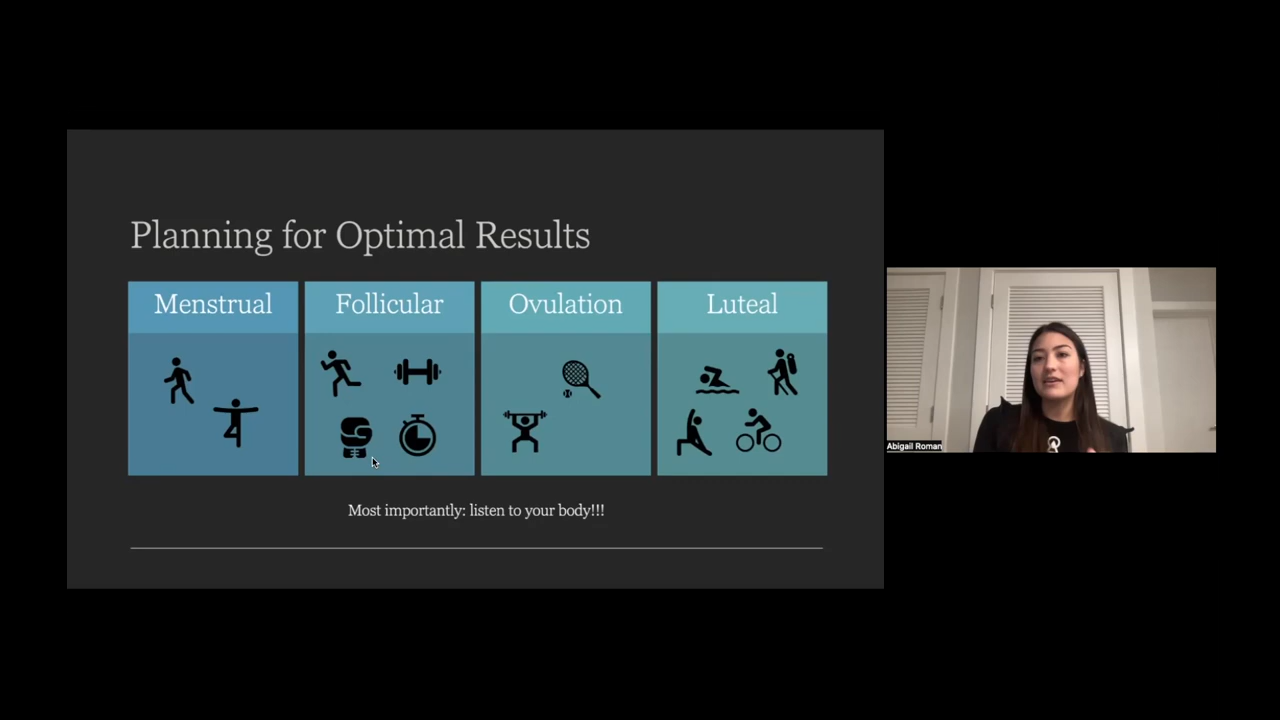 Planning for Optimal Results
Menstrual
Follicular
Ovulation
Luteal
Most importantly: listen to your body!!!
Abigail Roman